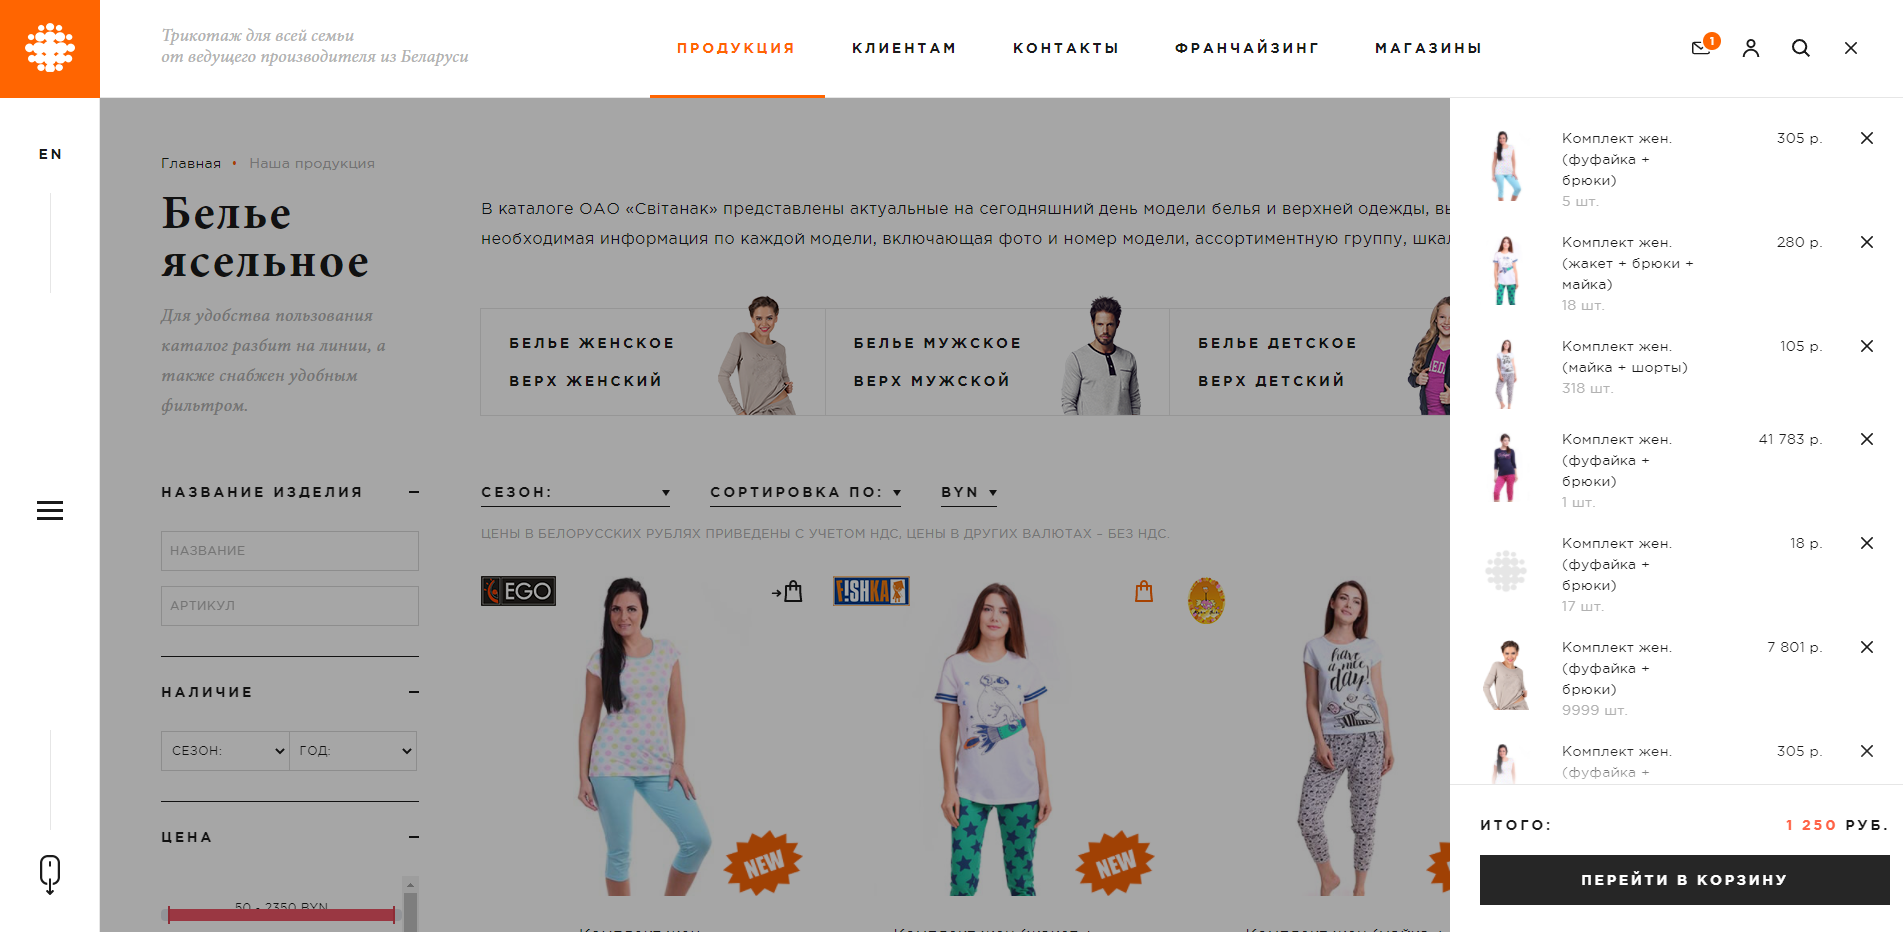 Трикотаж для всей семьи
от ведущего производителя из Беларуси
ПРОДУКЦИЯ
КЛИЕНТАМ
КОНТАКТЫ
ФРАНЧАЙЗИНГ
МАГАЗИНЫ
1
EN
Главная • Наша продукция
Белье
ясельное
Для удобства пользования
каталог разбит на линии, а
также снабжен удобным
фильтром.
В каталоге ОАО «Світанак» представлены актуальные на сегодняшний день модели белья и верхней одежды,
необходимая информация по каждой модели, включающая фото и номер модели, ассортиментную группу,
БЕЛЬЕ ЖЕНСКОЕ
ВЕРХ ЖЕНСКИЙ
БЕЛЬЕ МУЖСКОЕ
ВЕРХ МУЖСКОЙ
БЕЛЬЕ ДЕТСКОЕ
ВЕРХ ДЕТСКИЙ
НАЗВАНИЕ ИЗДЕЛИЯ
НАЗВАНИЕ
АРТИКУЛ
НАЛИЧИЕ
СЕЗОН:
ГОД:
ЦЕНА
50 - 2350 BYN
СЕЗОН:
СОРТИРОВКА ПО:
BYN
ЦЕНЫ В БЕЛОРУССКИХ РУБЛЯХ ПРИВЕДЕНЫ С УЧЕТОМ НДС, ЦЕНЫ В ДРУГИХ ВАЛЮТАХ – БЕЗ НДС.
EGO
FISHKA
have a nice day!
NEW
NEW
Комплект жен. 305 р.
(фуфайка +
брюки)
5 шт.
Комплект жен. 280 р.
(жакет + брюки +
майка)
18 шт.
Комплект жен. 105 р.
(майка + шорты)
318 шт.
Комплект жен. 41 783 р.
(фуфайка +
брюки)
1 шт.
Комплект жен. 18 р.
(фуфайка +
брюки)
17 шт.
Комплект жен. 7 801 р.
(фуфайка +
брюки)
9999 шт.
Комплект жен. 305 р.
(фуфайка +
ИТОГО: 1 250 РУБ.
ПЕРЕЙТИ В КОРЗИНУ